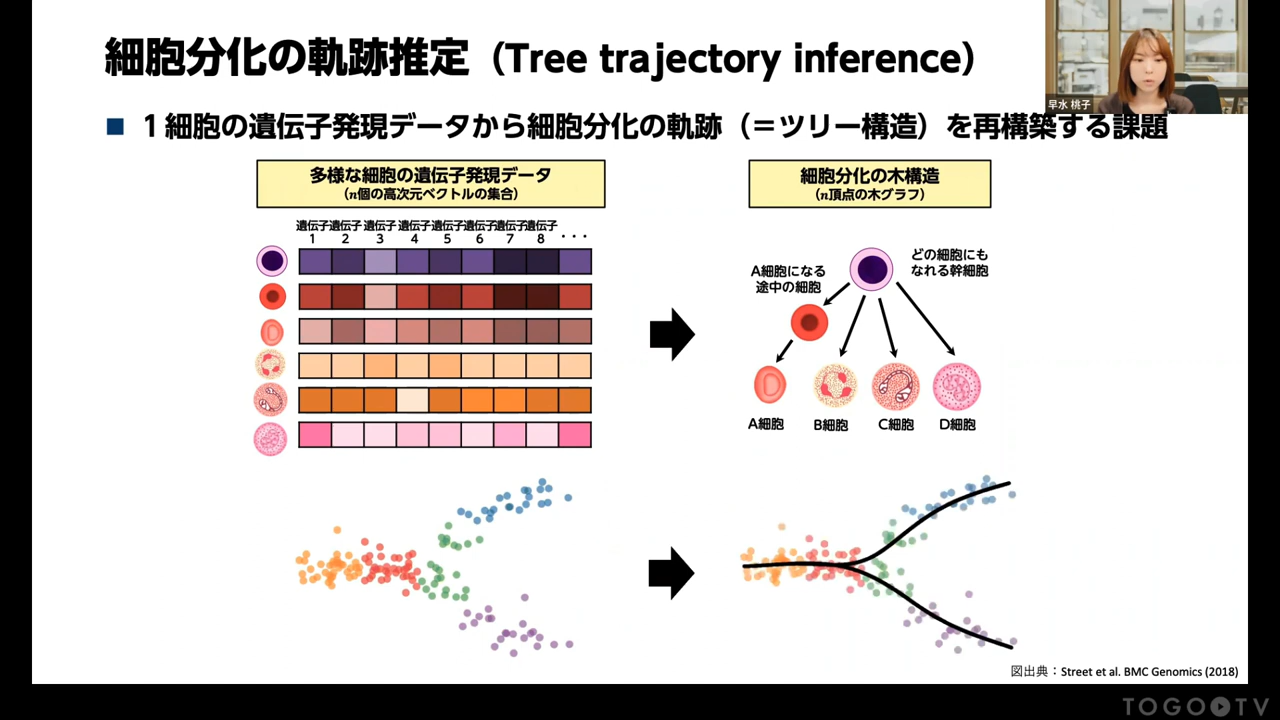 細胞分化の軌跡推定（Tree trajectory inference）
早水 桃子
■ １細胞の遺伝子発現データから細胞分化の軌跡（＝ツリー構造）を再構築する課題
多様な細胞の遺伝子発現データ
（n個の高次元ベクトルの集合）
遺伝子 遺伝子 遺伝子 遺伝子 遺伝子 遺伝子 遺伝子 遺伝子
1 2 3 4 5 6 7 8 ・・・
細胞分化の木構造
（n頂点の木グラフ）
どの細胞にも
なれる幹細胞
A細胞になる
途中の細胞
A細胞 B細胞 C細胞 D細胞
図出典：Street et al. BMC Genomics (2018)
TOGO TV